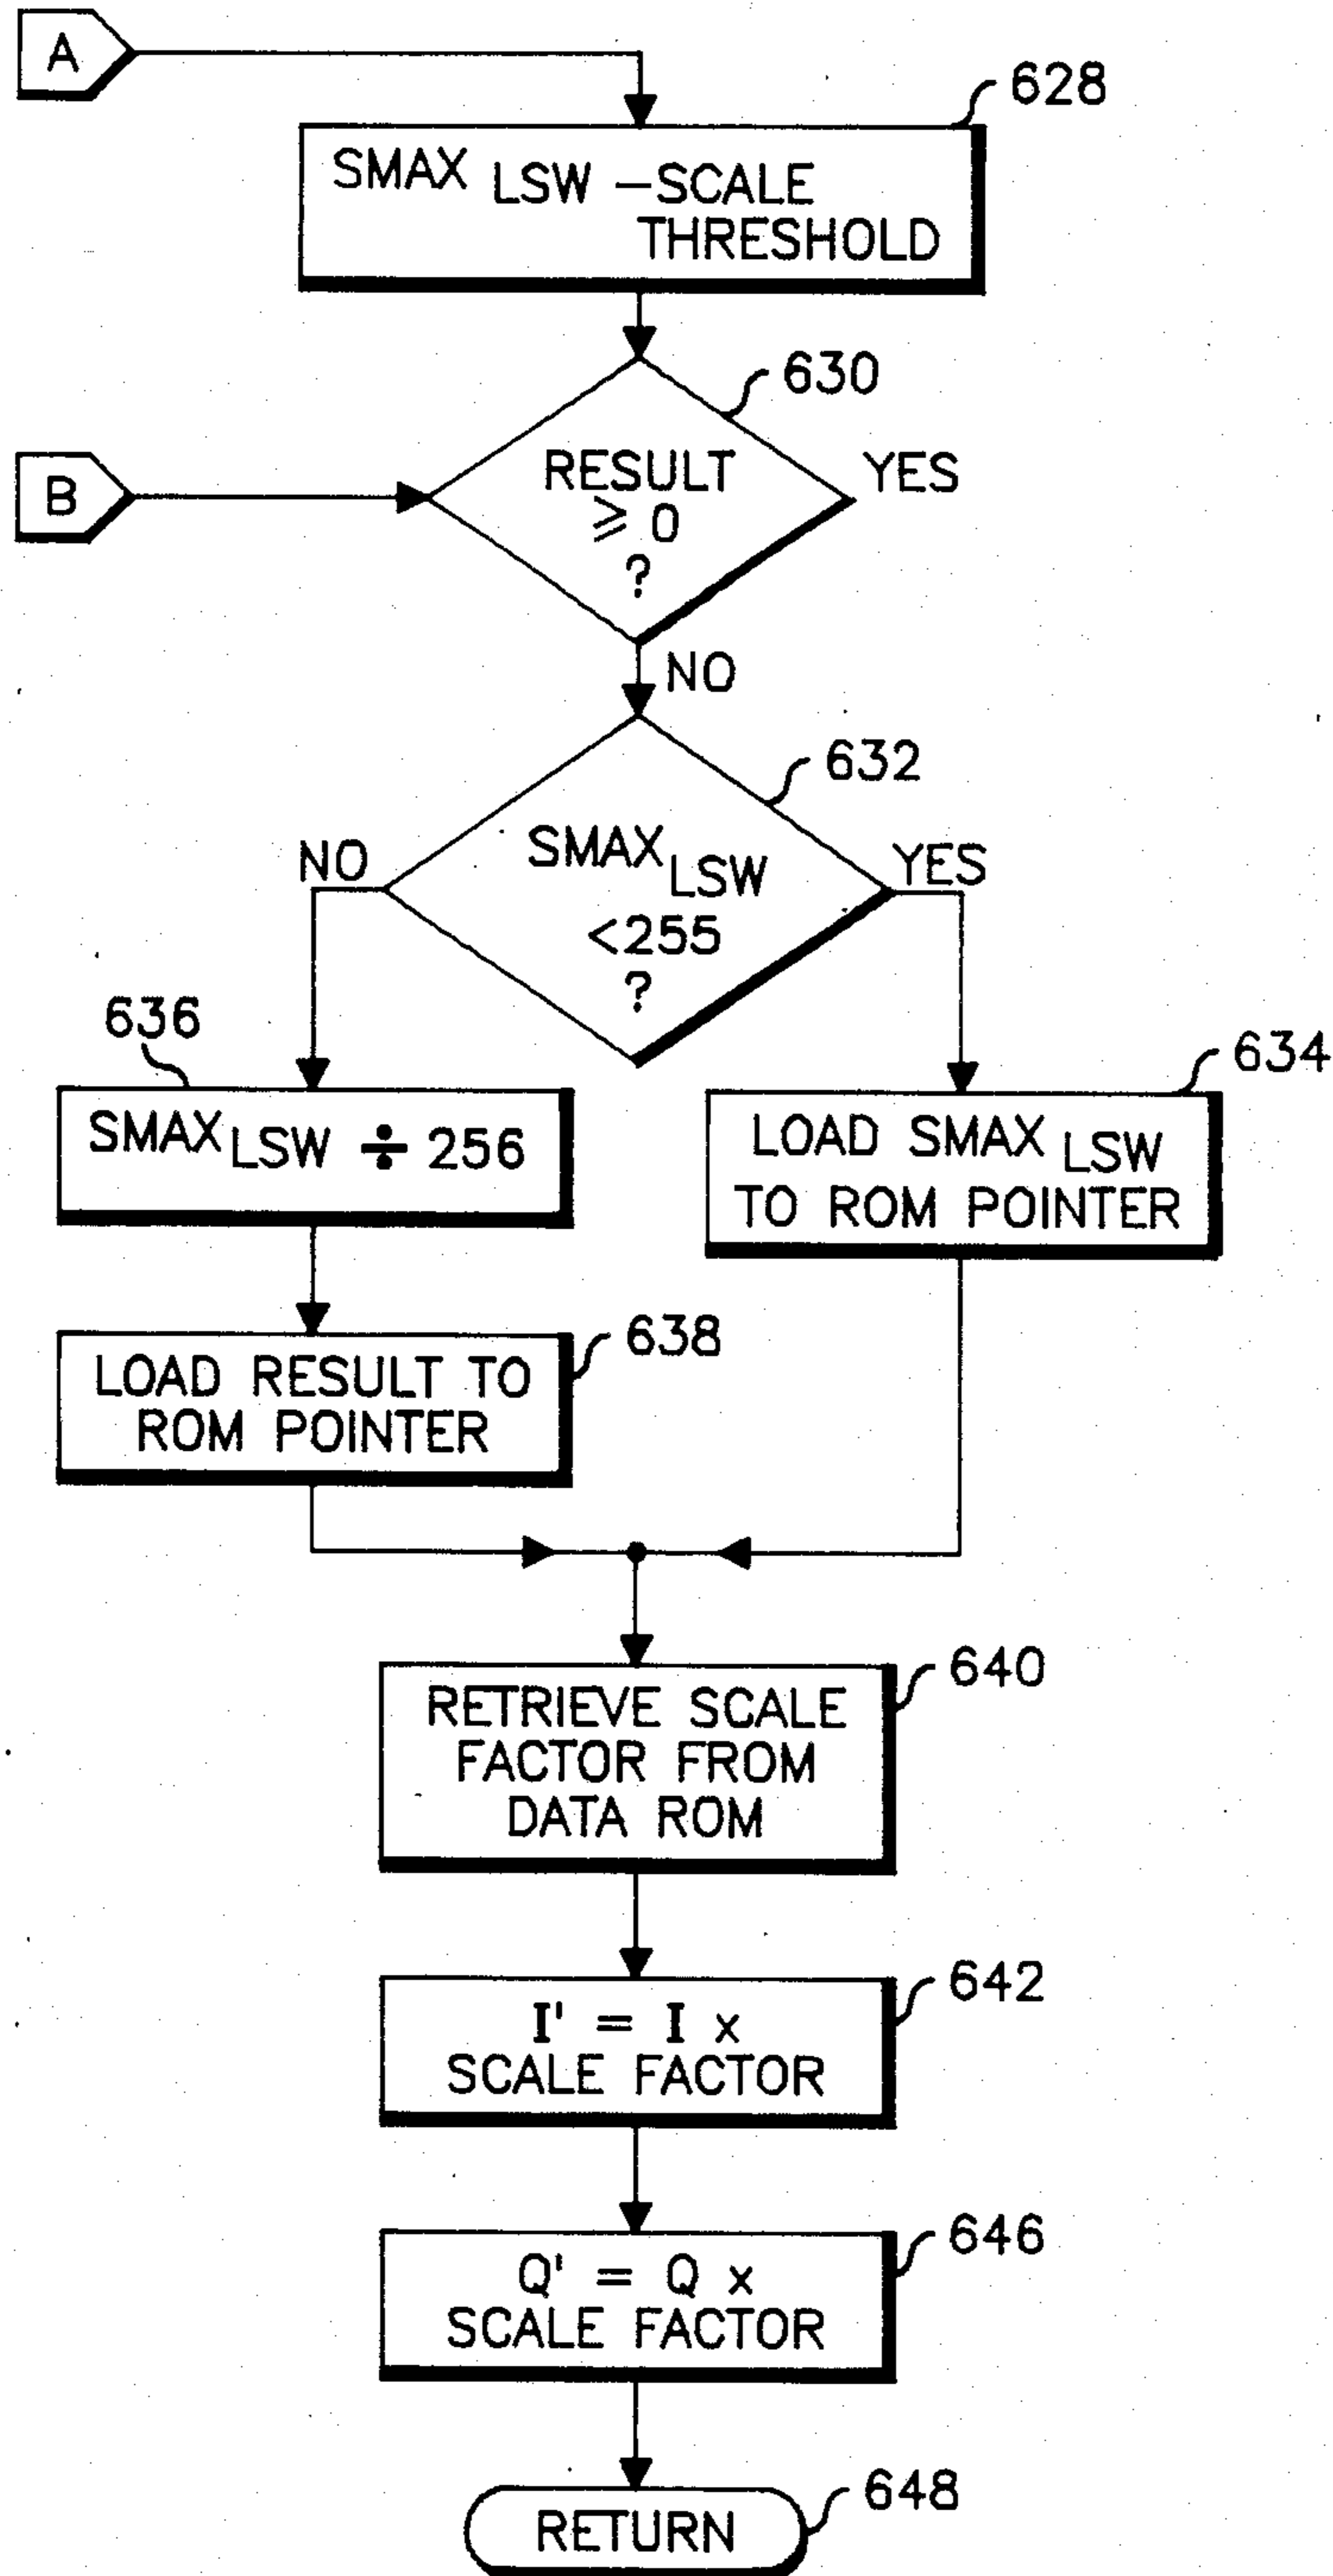 A
628
SMAX LSW -SCALE
THRESHOLD
630
B
RESULT
≥ 0
?
YES
NO
632
SMAX LSW
<255
?
NO
YES
636
SMAX LSW ÷ 256
634
LOAD SMAX LSW
TO ROM POINTER
638
LOAD RESULT TO
ROM POINTER
640
RETRIEVE SCALE
FACTOR FROM
DATA ROM
642
I' = I x
SCALE FACTOR
646
Q' = Q x
SCALE FACTOR
RETURN
648